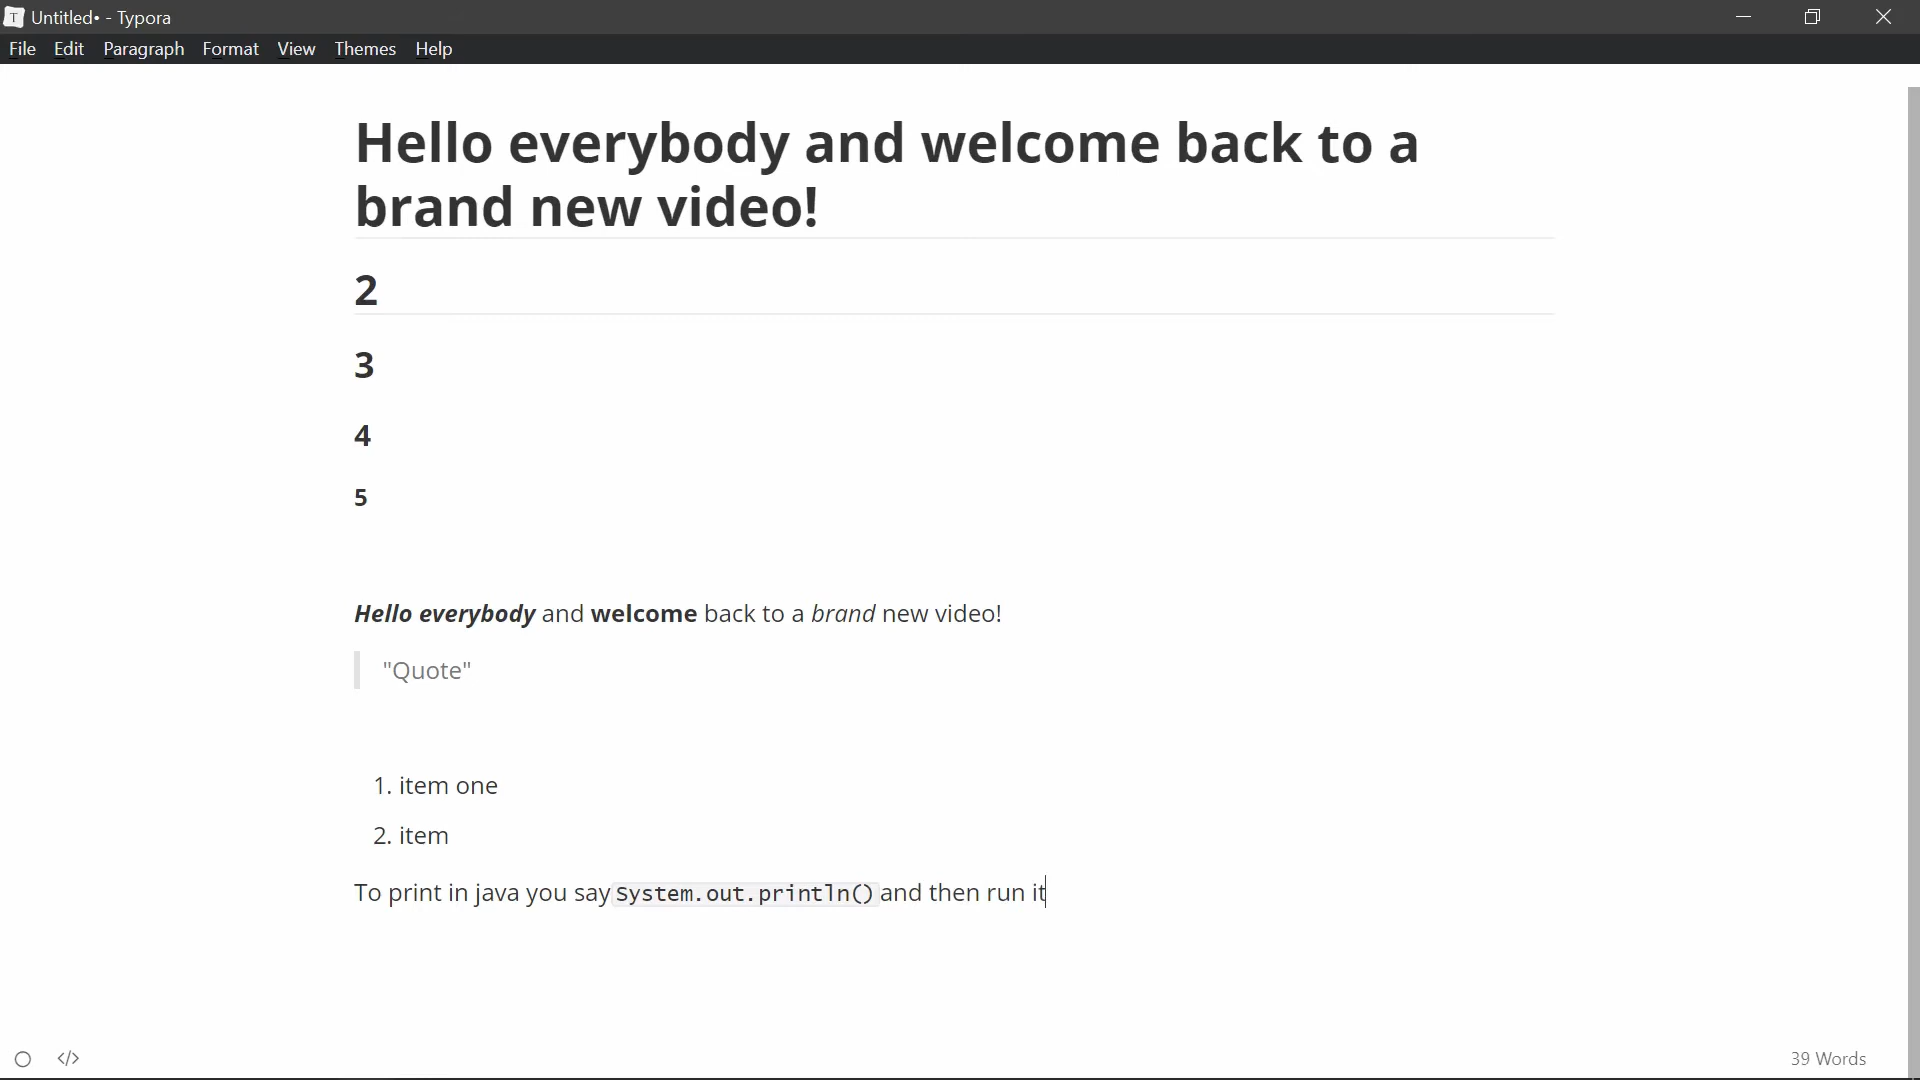 Untitled• - Typora
File Edit Paragraph Format View Themes Help
Hello everybody and welcome back to a
brand new video!
2
3
4
5
Hello everybody and welcome back to a brand new video!
"Quote"
1. item one
2. item
To print in java you say System.out.println() and then run it
</> 39 Words